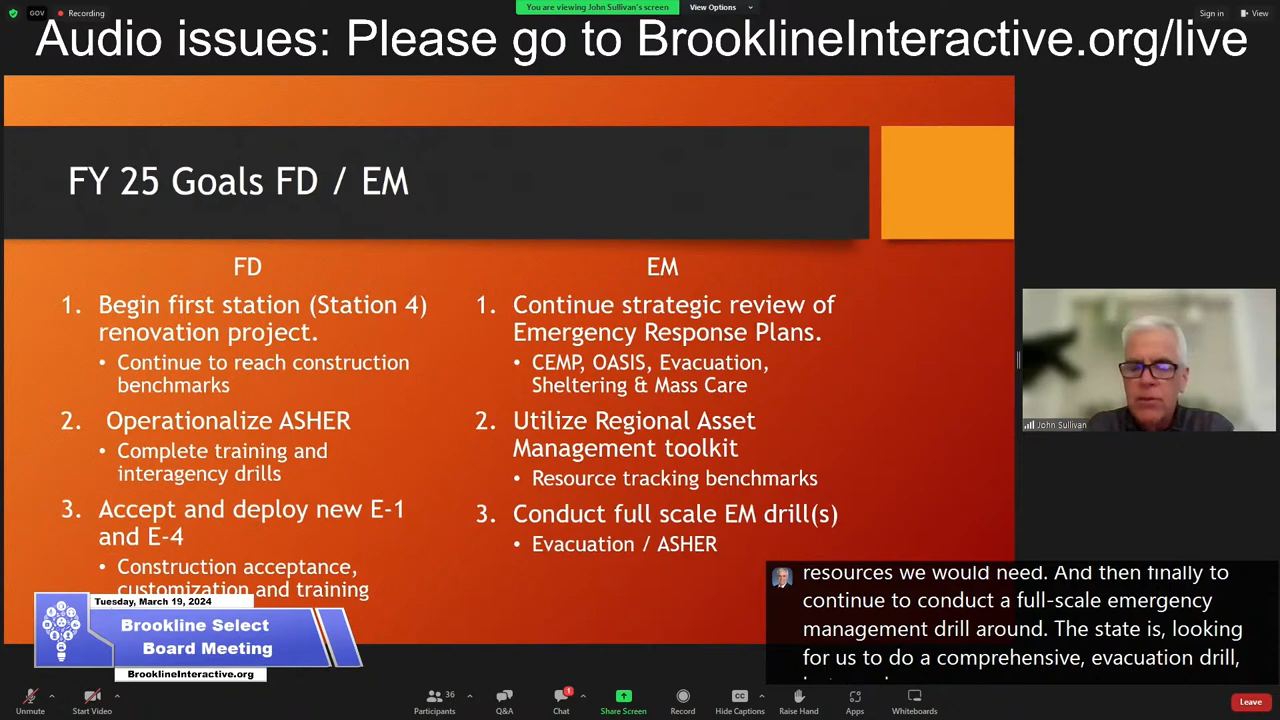 GOV
Recording
You are viewing John Sullivan's screen
View Options
Sign in
View
Audio issues: Please go to BrooklineInteractive.org/live
FY 25 Goals FD / EM
FD
1. Begin first station (Station 4)
renovation project.
• Continue to reach construction
benchmarks
2. Operationalize ASHER
• Complete training and
interagency drills
3. Accept and deploy new E-1
and E-4
• Construction acceptance,
customization and training
EM
1. Continue strategic review of
Emergency Response Plans.
• CEMP, OASIS, Evacuation,
Sheltering & Mass Care
2. Utilize Regional Asset
Management toolkit
• Resource tracking benchmarks
3. Conduct full scale EM drill(s)
• Evacuation / ASHER
John Sullivan
resources we would need. And then finally to
continue to conduct a full-scale emergency
management drill around. The state is, looking
for us to do a comprehensive, evacuation drill,
Tuesday, March 19, 2024
Brookline Select
Board Meeting
BrooklineInteractive.org
Unmute
Start Video
36
Participants
Q&A
1
Chat
Share Screen
Record
CC
Hide Captions
Raise Hand
Apps
Whiteboards
Leave